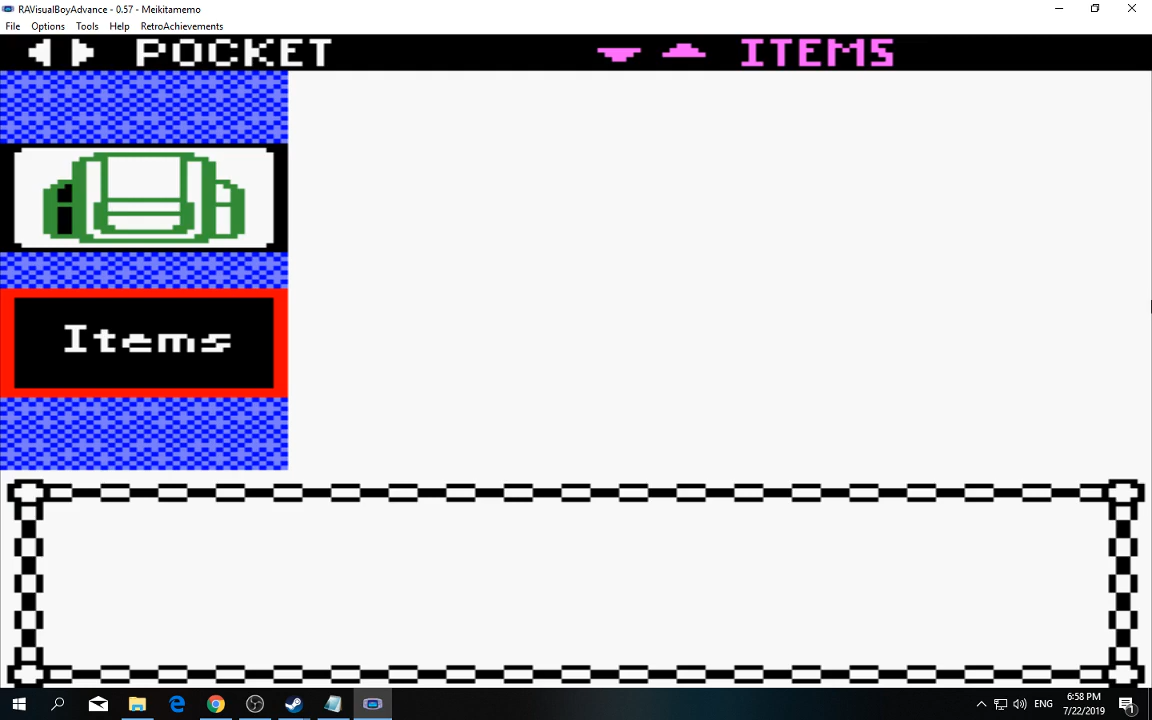 RAVisualBoyAdvance - 0.57 - Meikitamemo
File Options Tools Help RetroAchievements
POCKET ITEMS
Items
ENG
6:58 PM
7/22/2019
1